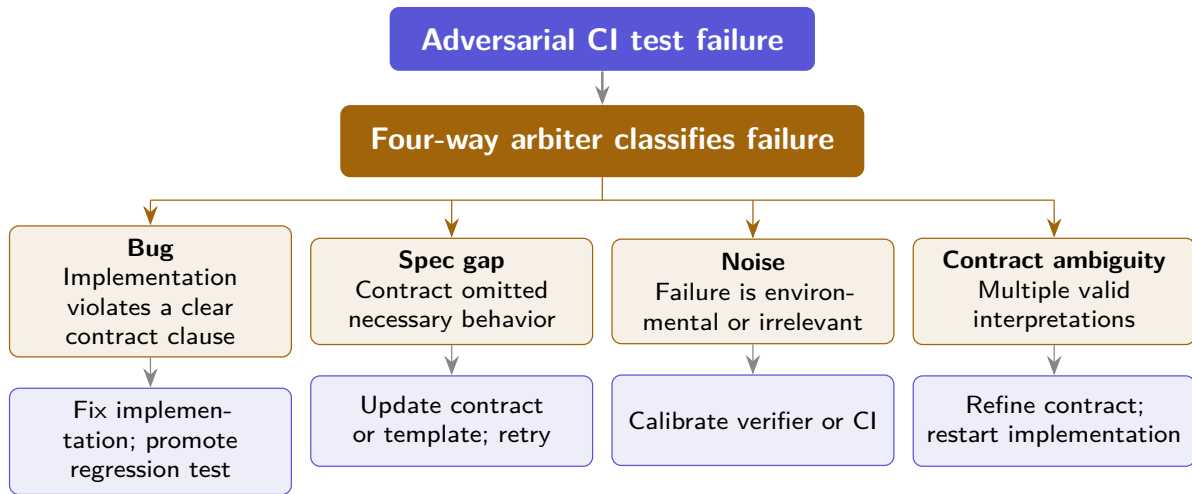 Adversarial CI test failure
Four-way arbiter classifies failure
Bug
Implementation
violates a clear
contract clause
Spec gap
Contract omitted
necessary behavior
Noise
Failure is environ-
mental or irrelevant
Contract ambiguity
Multiple valid
interpretations
Fix implemen-
tation; promote
regression test
Update contract
or template; retry
Calibrate verifier or CI
Refine contract;
restart implementation